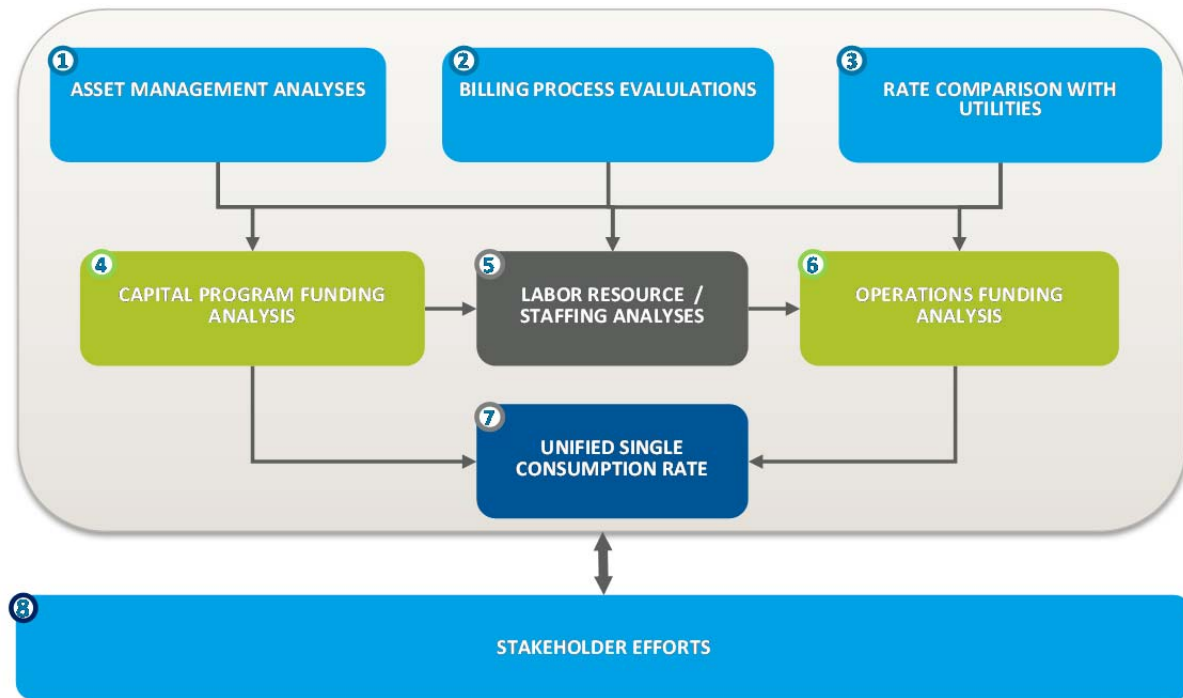 ①
ASSET MANAGEMENT ANALYSES
②
BILLING PROCESS EVALULATIONS
③
RATE COMPARISON WITH
UTILITIES
④
CAPITAL PROGRAM FUNDING
ANALYSIS
⑤
LABOR RESOURCE /
STAFFING ANALYSES
⑥
OPERATIONS FUNDING
ANALYSIS
⑦
UNIFIED SINGLE
CONSUMPTION RATE
⑧
STAKEHOLDER EFFORTS